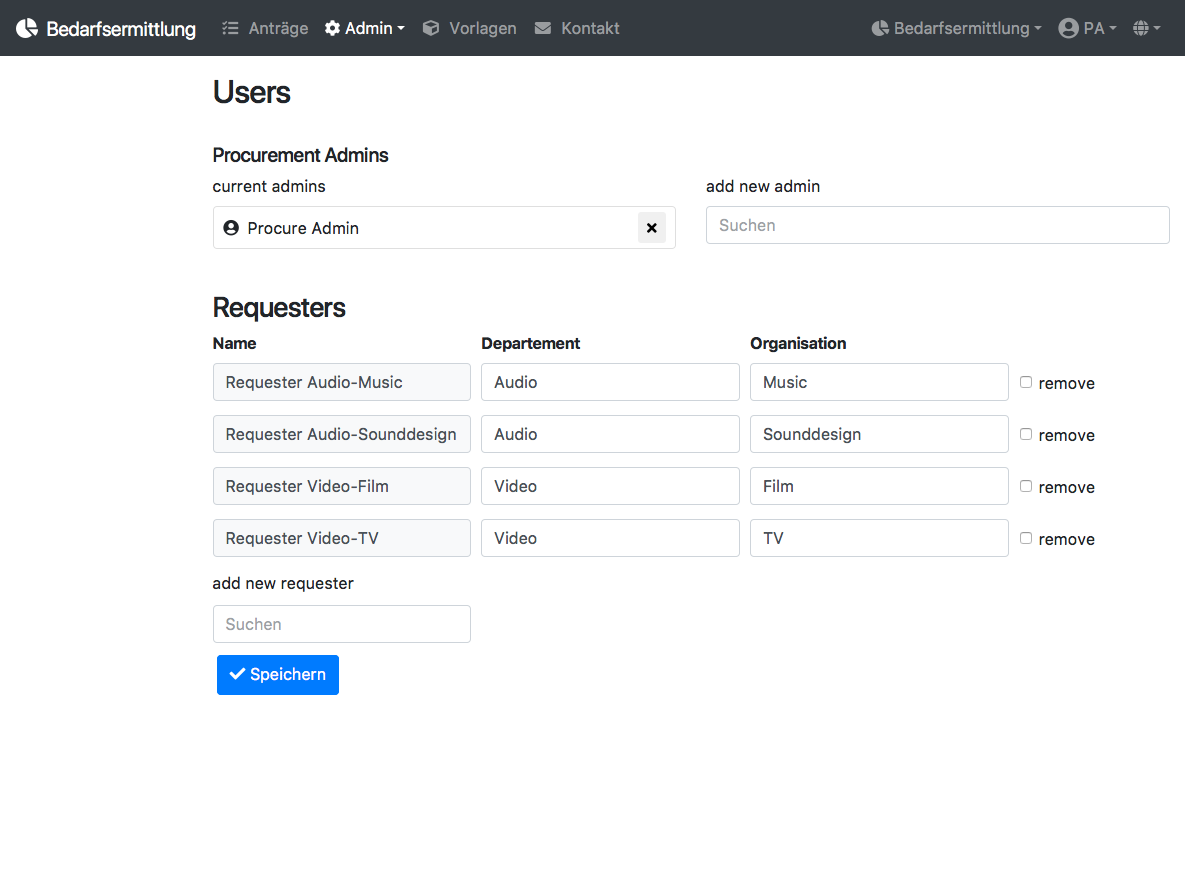 Bedarfsermittlung Anträge Admin Vorlagen Kontakt Bedarfsermittlung PA
Users
Procurement Admins
current admins
Procure Admin
add new admin
Suchen
Requesters
Name Departement Organisation
Requester Audio-Music Audio Music remove
Requester Audio-Sounddesign Audio Sounddesign remove
Requester Video-Film Video Film remove
Requester Video-TV Video TV remove
add new requester
Suchen
Speichern